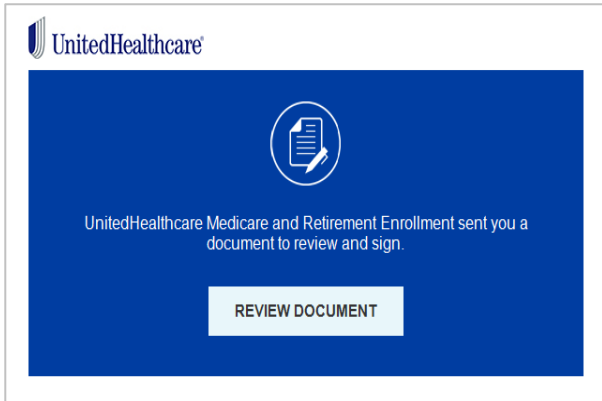 UnitedHealthcare®
UnitedHealthcare Medicare and Retirement Enrollment sent you a
document to review and sign.
REVIEW DOCUMENT